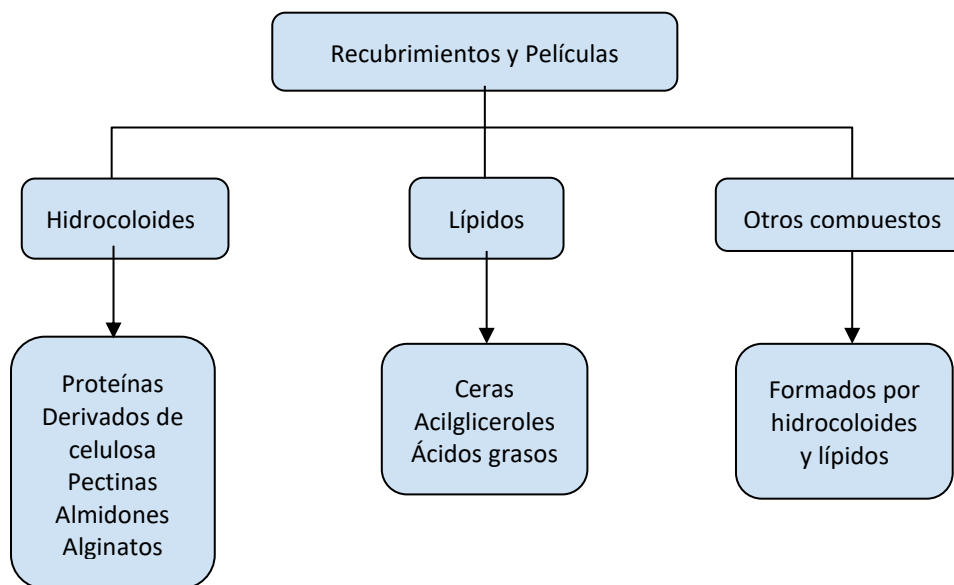 Recubrimientos y Películas
Hidrocoloides
Lípidos
Otros compuestos
Proteínas
Derivados de
celulosa
Pectinas
Almidones
Alginatos
Ceras
Acilgliceroles
Ácidos grasos
Formados por
hidrocoloides
y lípidos